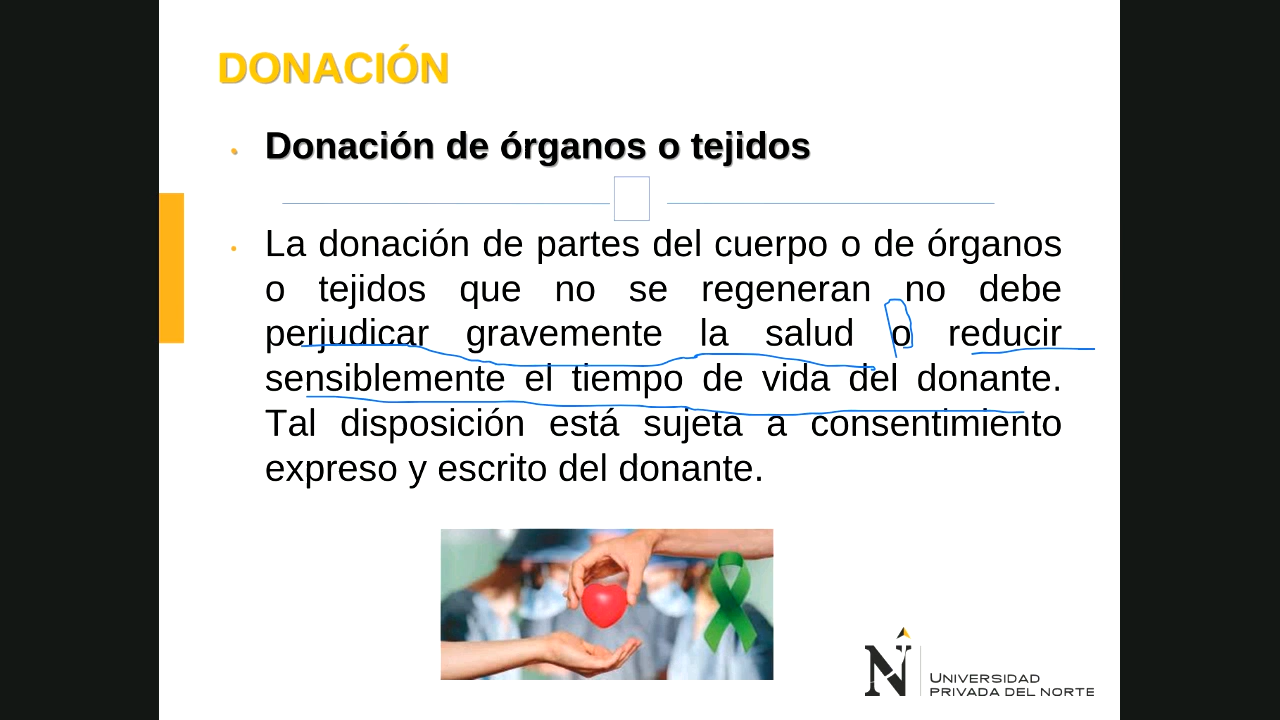 DONACIÓN
• Donación de órganos o tejidos
• La donación de partes del cuerpo o de órganos
o tejidos que no se regeneran no debe
perjudicar gravemente la salud o reducir
sensiblemente el tiempo de vida del donante.
Tal disposición está sujeta a consentimiento
expreso y escrito del donante.
N
UNIVERSIDAD
PRIVADA DEL NORTE